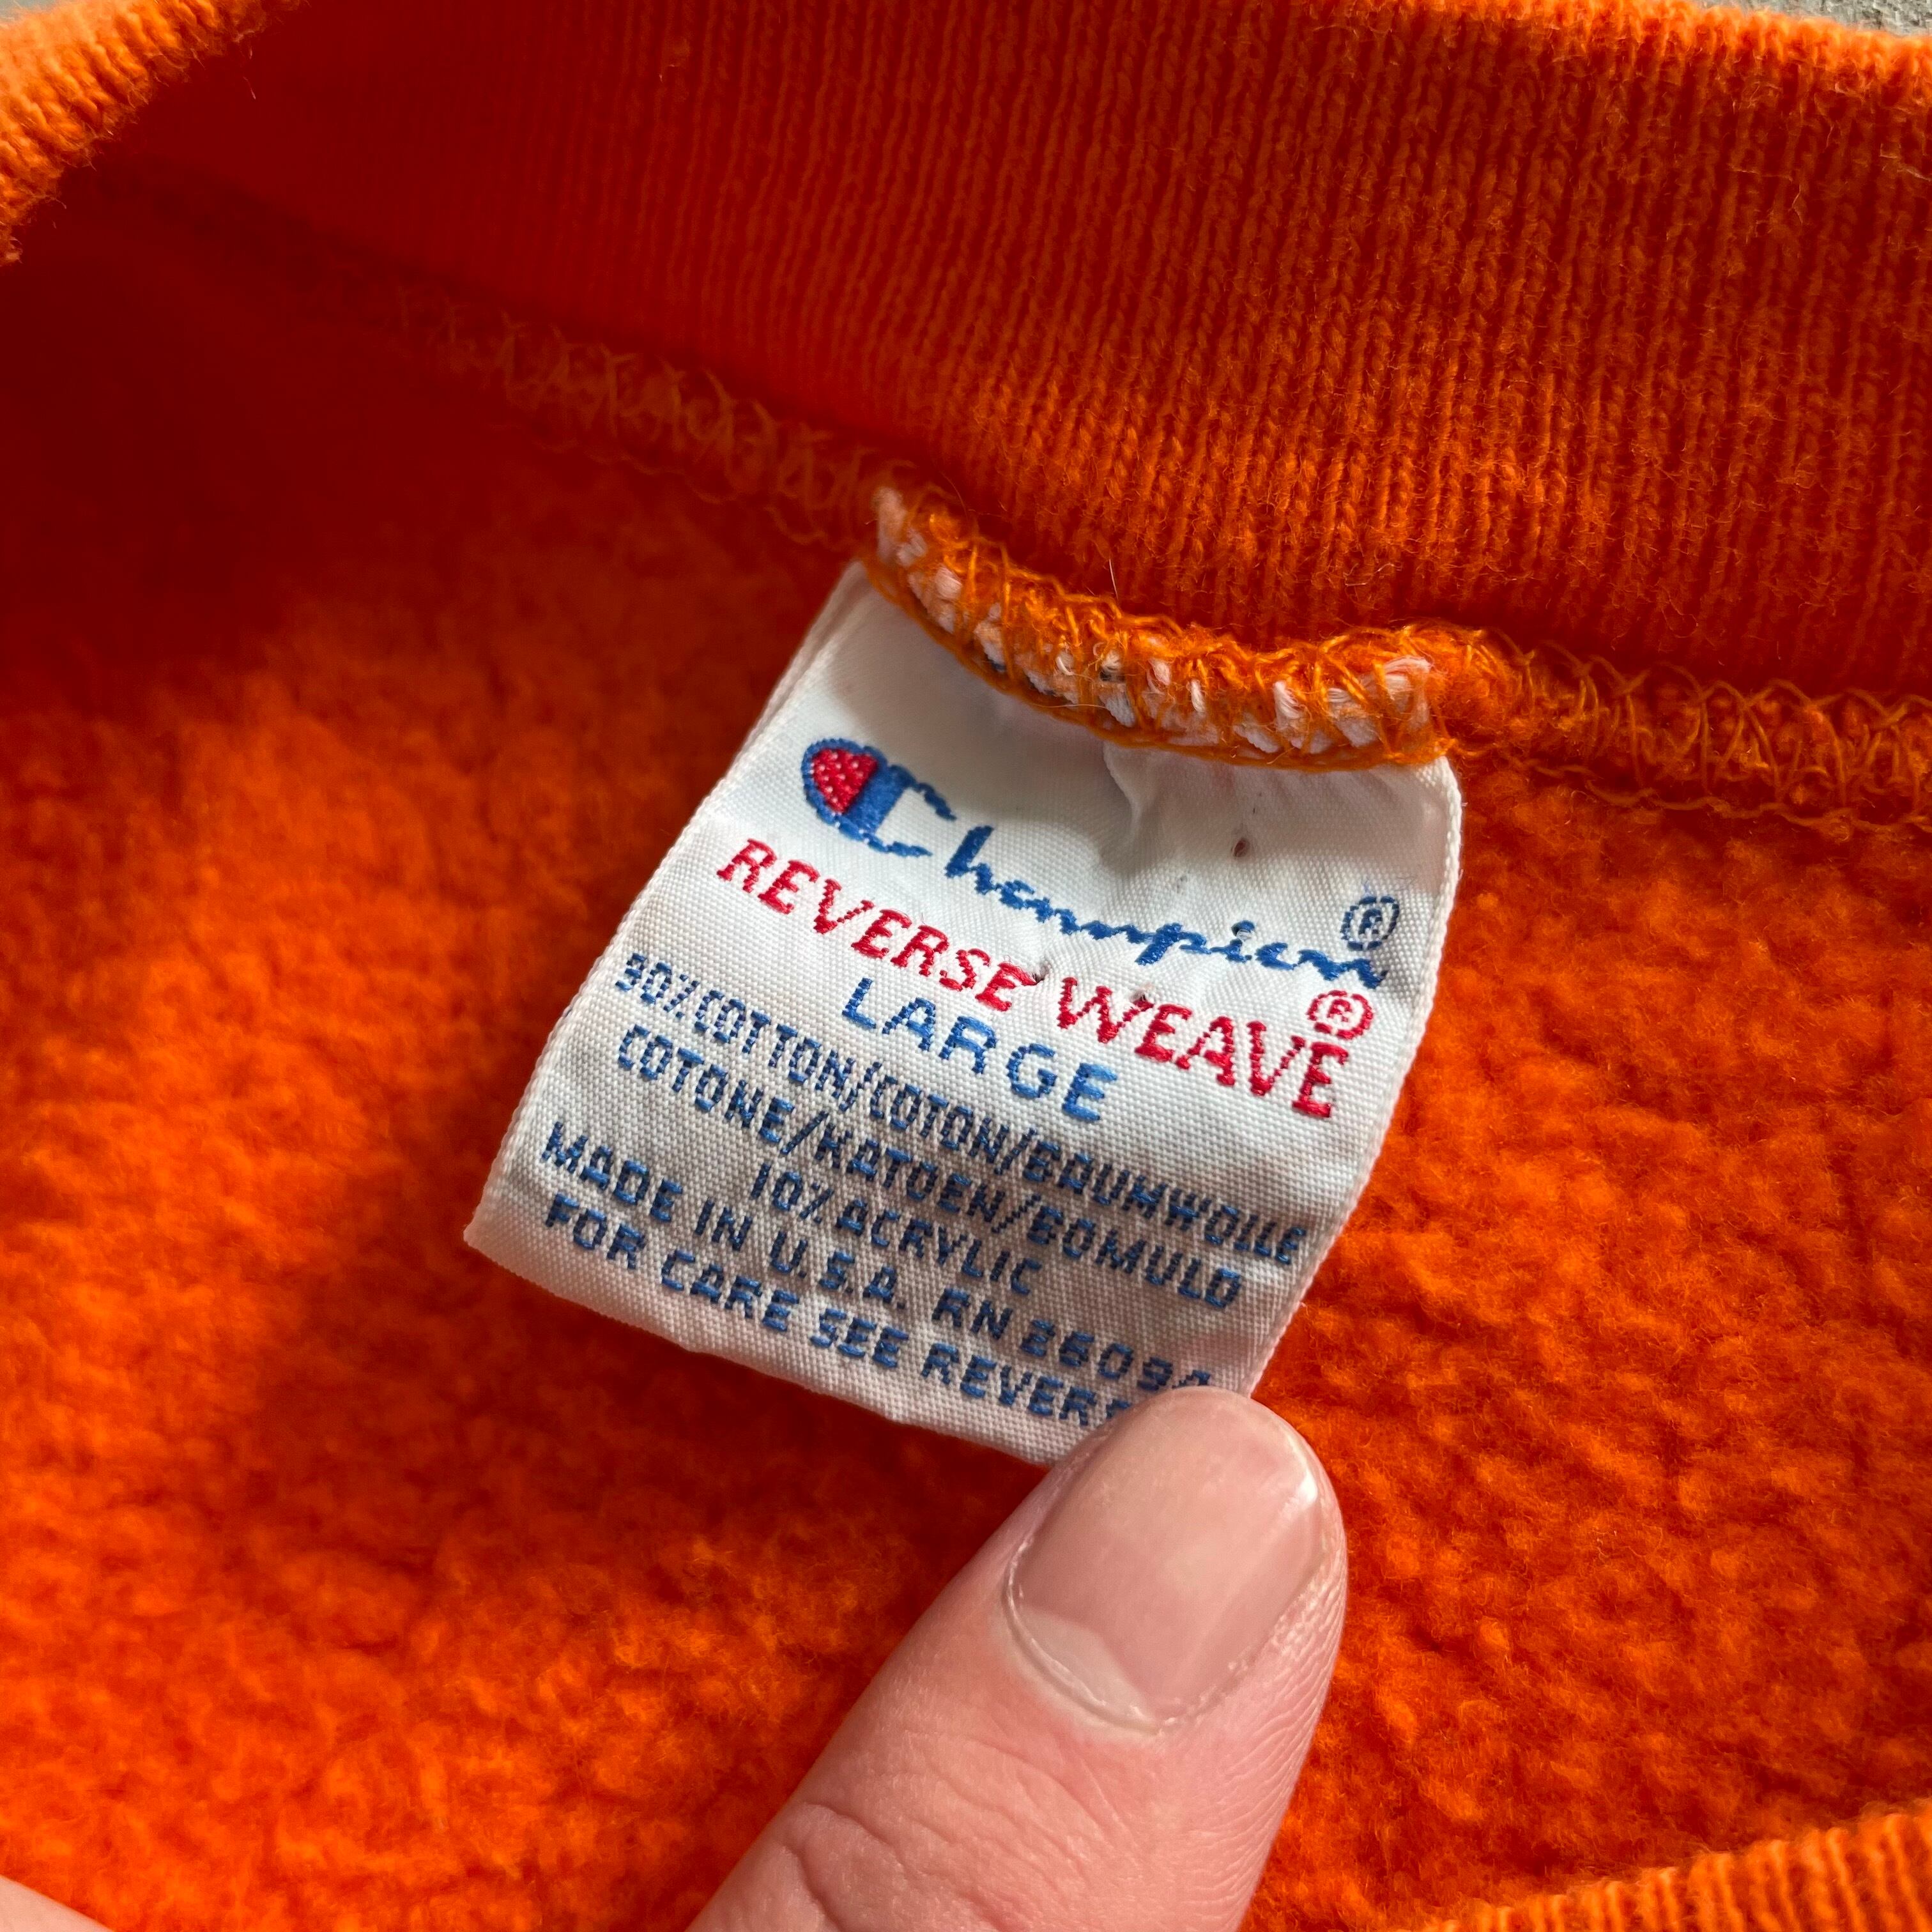 Champion®
REVERSE WEAVE®
LARGE
90% COTTON/COTON/BAUMWOLLE
COTONE/KATOEN/BOMULD
10% ACRYLIC
MADE IN U.S.A. RN 26094
FOR CARE SEE REVERS